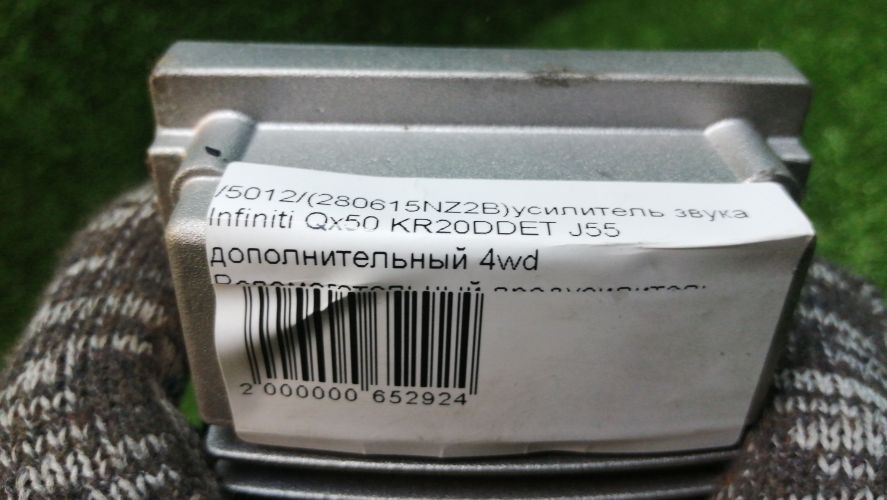 /5012/(280615NZ2B)усилитель звука
Infiniti Qx50 KR20DDET J55
дополнительный 4wd
2 000000 652924